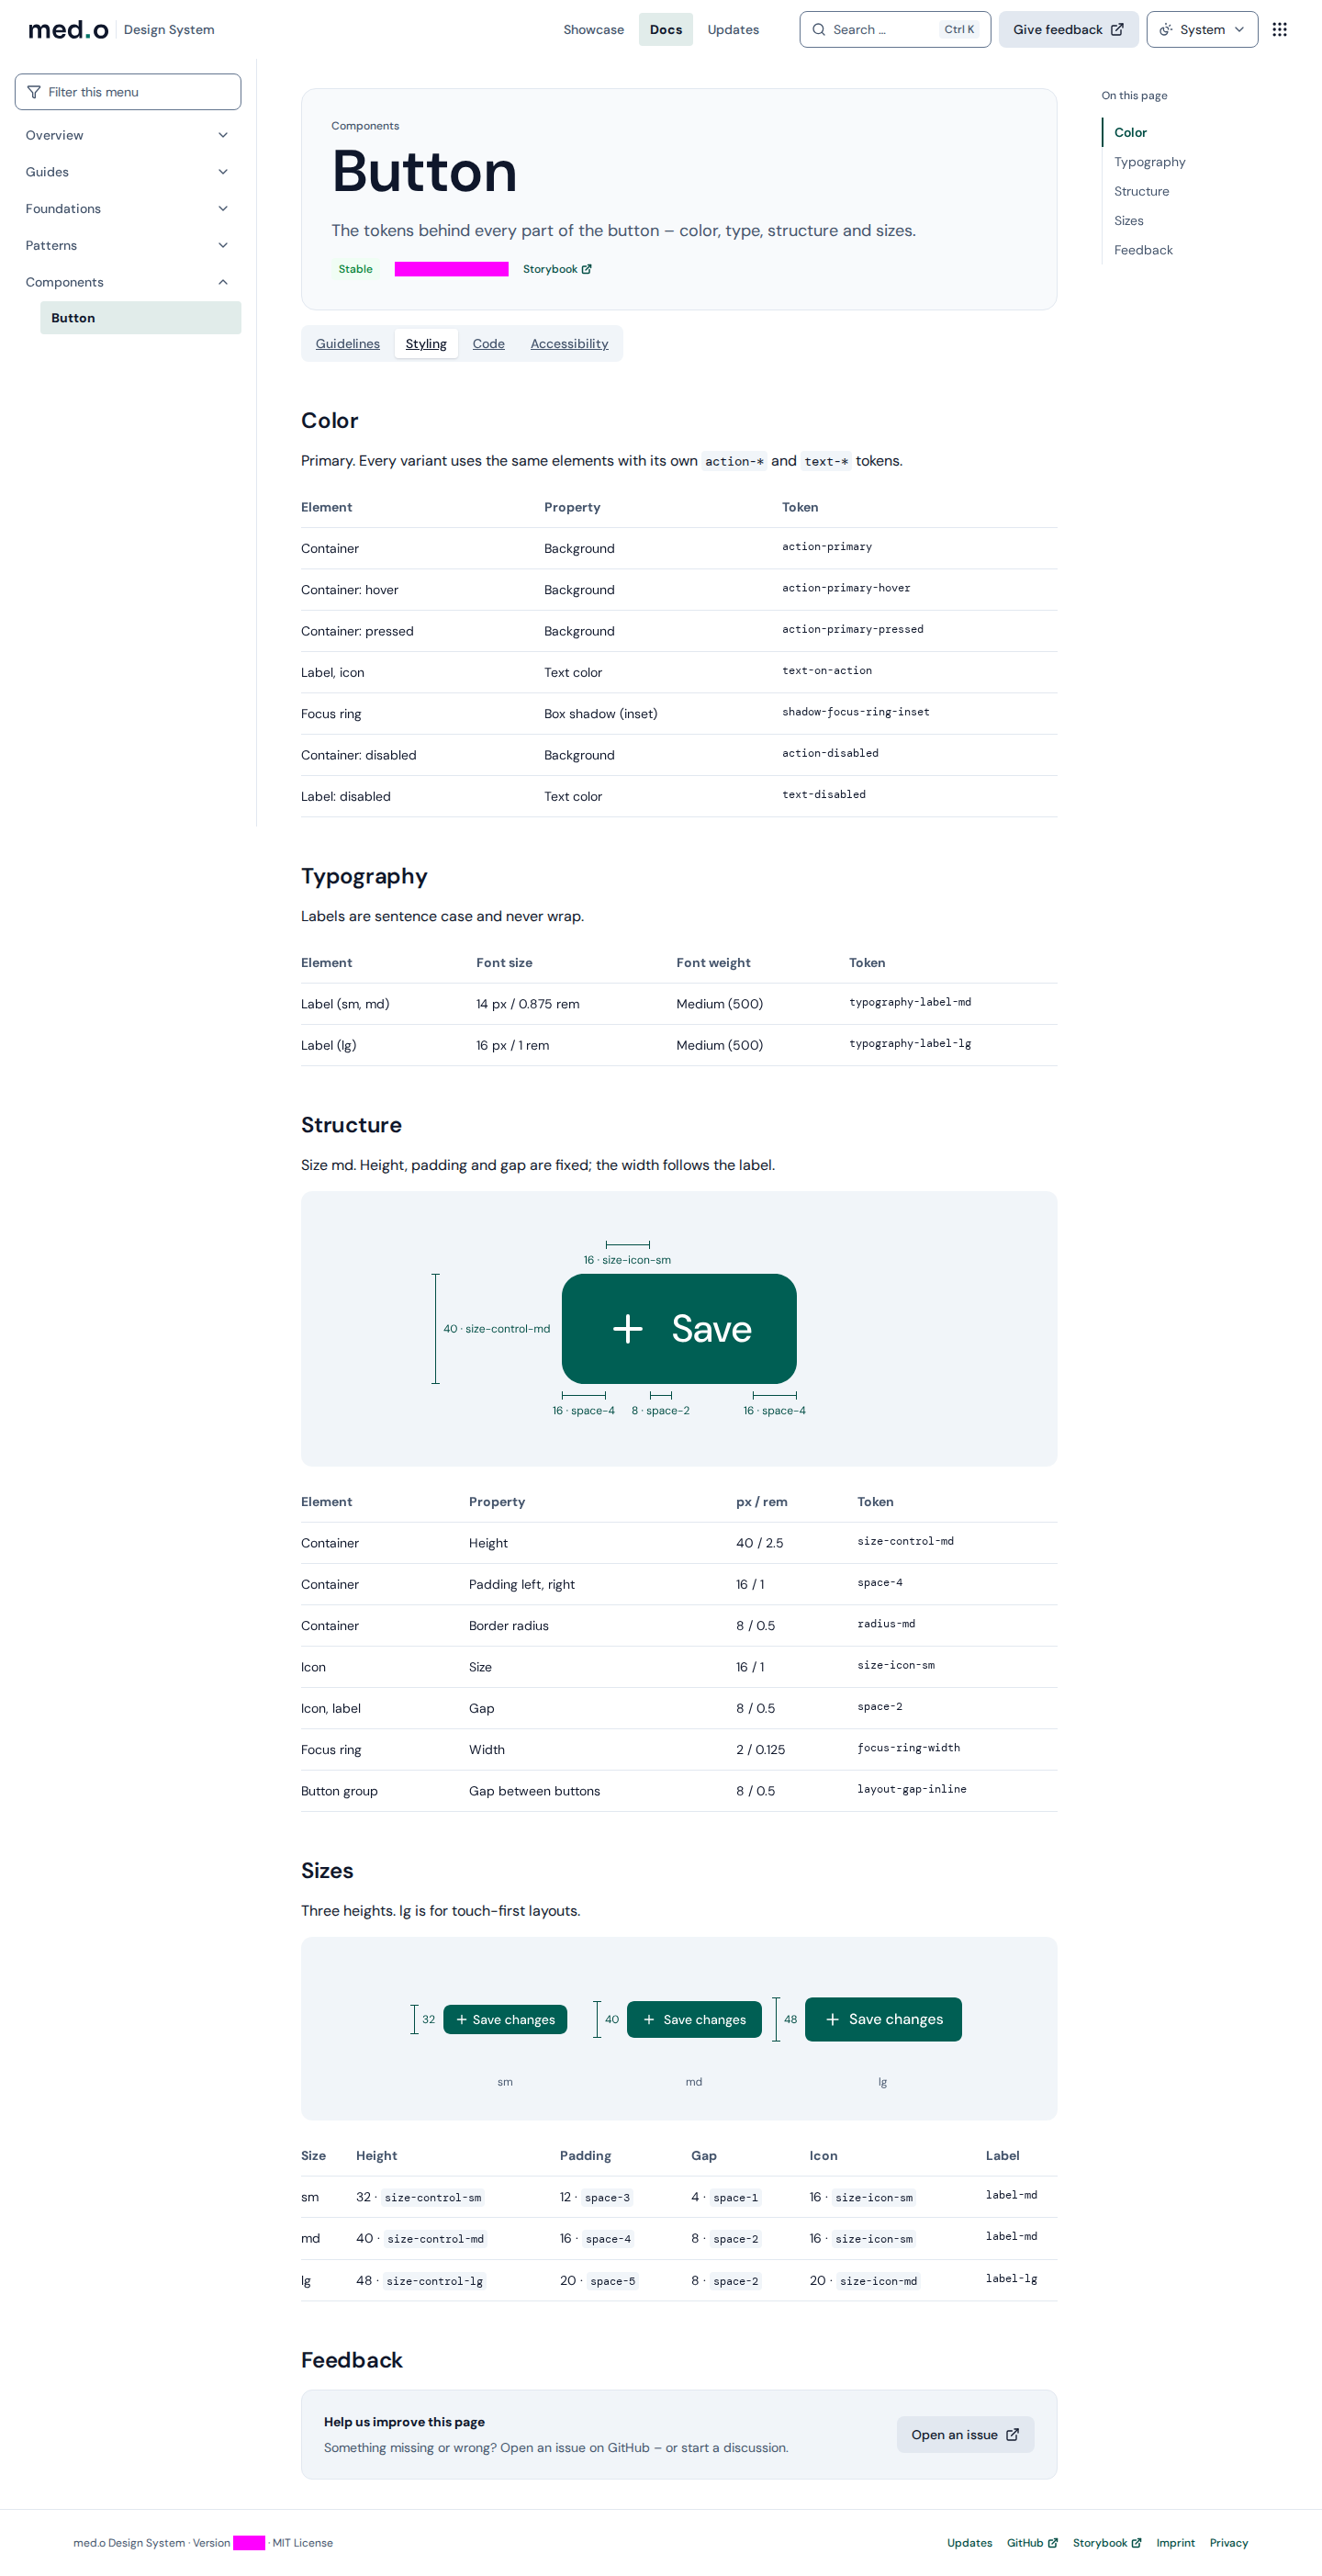 med.o Design System Showcase Docs Updates Search ... Ctrl K Give feedback System
Filter this menu
Overview
Guides
Foundations
Patterns
Components
Button
Components
Button
The tokens behind every part of the button – color, type, structure and sizes.
Stable Storybook
Guidelines Styling Code Accessibility
On this page
Color
Typography
Structure
Sizes
Feedback
Color
Primary. Every variant uses the same elements with its own action-* and text-* tokens.
Element Property Token
Container Background action-primary
Container: hover Background action-primary-hover
Container: pressed Background action-primary-pressed
Label, icon Text color text-on-action
Focus ring Box shadow (inset) shadow-focus-ring-inset
Container: disabled Background action-disabled
Label: disabled Text color text-disabled
Typography
Labels are sentence case and never wrap.
Element Font size Font weight Token
Label (sm, md) 14 px / 0.875 rem Medium (500) typography-label-md
Label (lg) 16 px / 1 rem Medium (500) typography-label-lg
Structure
Size md. Height, padding and gap are fixed; the width follows the label.
16 · size-icon-sm
40 · size-control-md
Save
16 · space-4 8 · space-2 16 · space-4
Element Property px / rem Token
Container Height 40 / 2.5 size-control-md
Container Padding left, right 16 / 1 space-4
Container Border radius 8 / 0.5 radius-md
Icon Size 16 / 1 size-icon-sm
Icon, label Gap 8 / 0.5 space-2
Focus ring Width 2 / 0.125 focus-ring-width
Button group Gap between buttons 8 / 0.5 layout-gap-inline
Sizes
Three heights. lg is for touch-first layouts.
32 Save changes 40 Save changes 48 Save changes
sm md lg
Size Height Padding Gap Icon Label
sm 32 · size-control-sm 12 · space-3 4 · space-1 16 · size-icon-sm label-md
md 40 · size-control-md 16 · space-4 8 · space-2 16 · size-icon-sm label-md
lg 48 · size-control-lg 20 · space-5 8 · space-2 20 · size-icon-md label-lg
Feedback
Help us improve this page
Something missing or wrong? Open an issue on GitHub – or start a discussion.
Open an issue
med.o Design System · Version · MIT License Updates GitHub Storybook Imprint Privacy